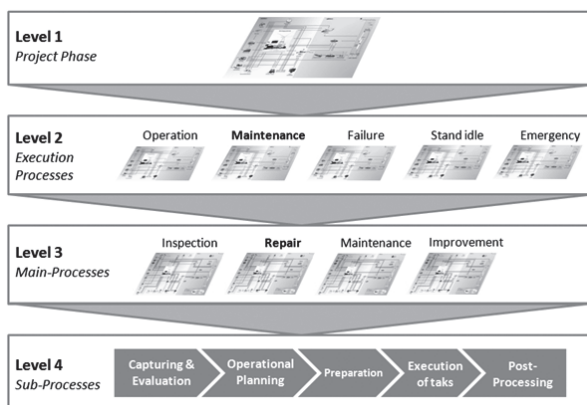 Level 1
Project Phase
Level 2
Execution
Processes
Operation
Maintenance
Failure
Stand idle
Emergency
Level 3
Main-Processes
Inspection
Repair
Maintenance
Improvement
Level 4
Sub-Processes
Capturing &
Evaluation
Operational
Planning
Preparation
Execution
of taks
Post-
Processing